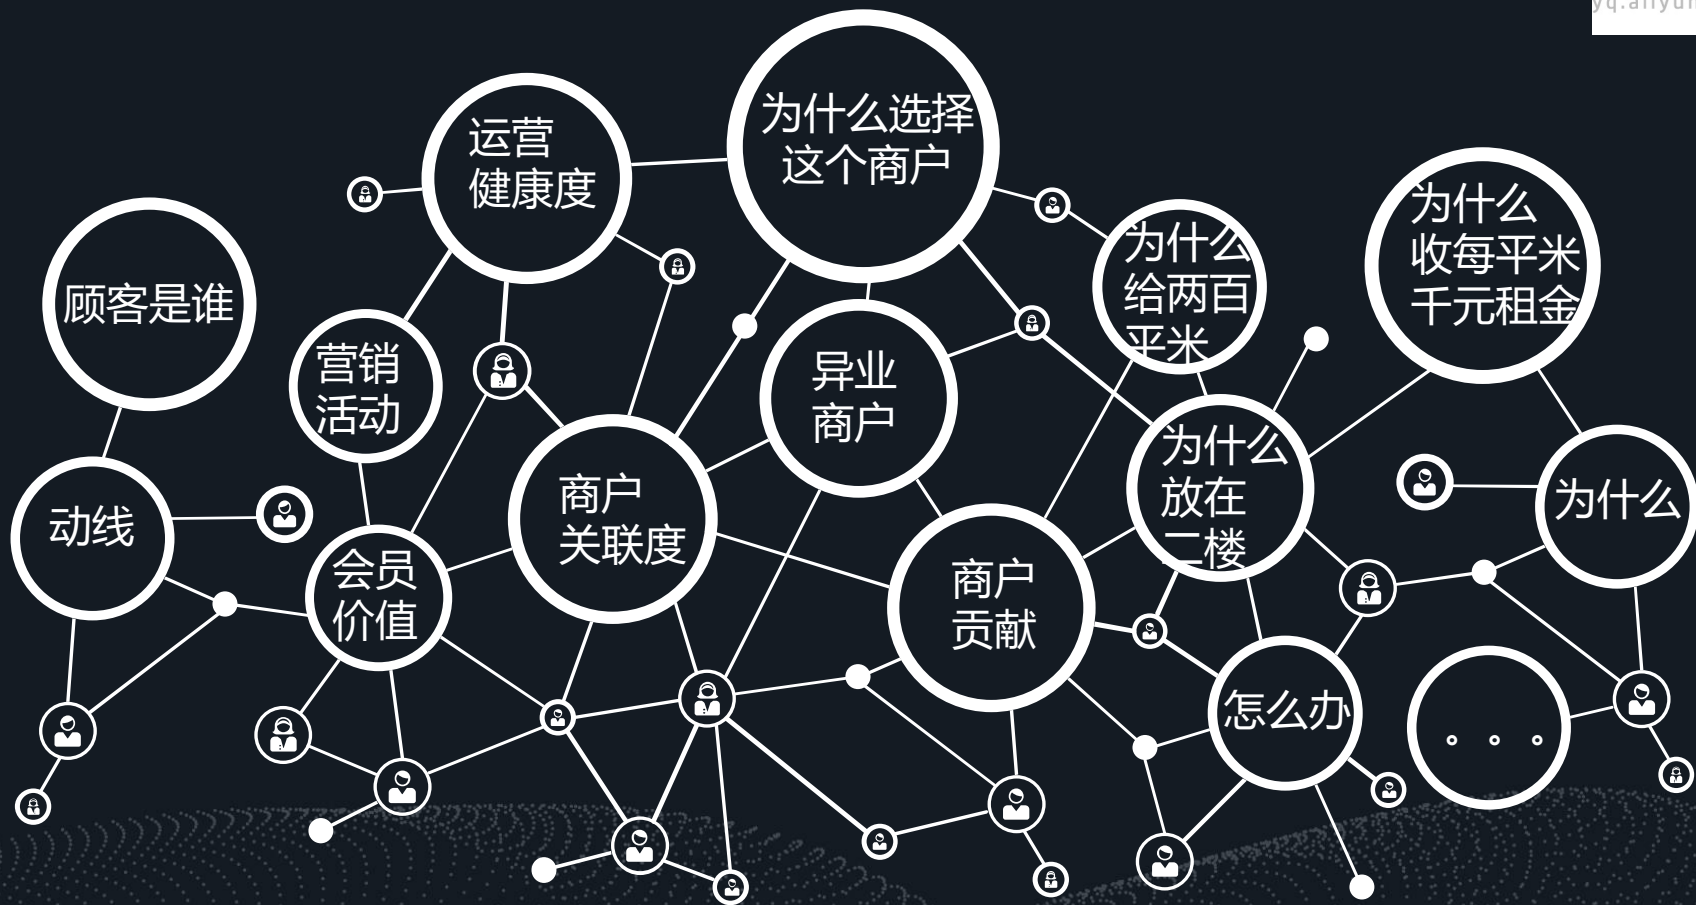 yq.aliyun
为什么选择
这个商户
运营
健康度
为什么
收每平米
千元租金
为什么
给两百
平米
顾客是谁
营销
活动
异业
商户
为什么
放在
二楼
商户
关联度
为什么
动线
会员
价值
商户
贡献
怎么办
。。。